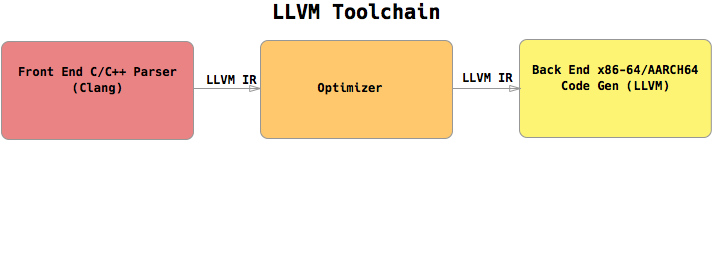 LLVM Toolchain
Front End C/C++ Parser
(Clang)
LLVM IR
Optimizer
LLVM IR
Back End x86-64/AARCH64
Code Gen (LLVM)